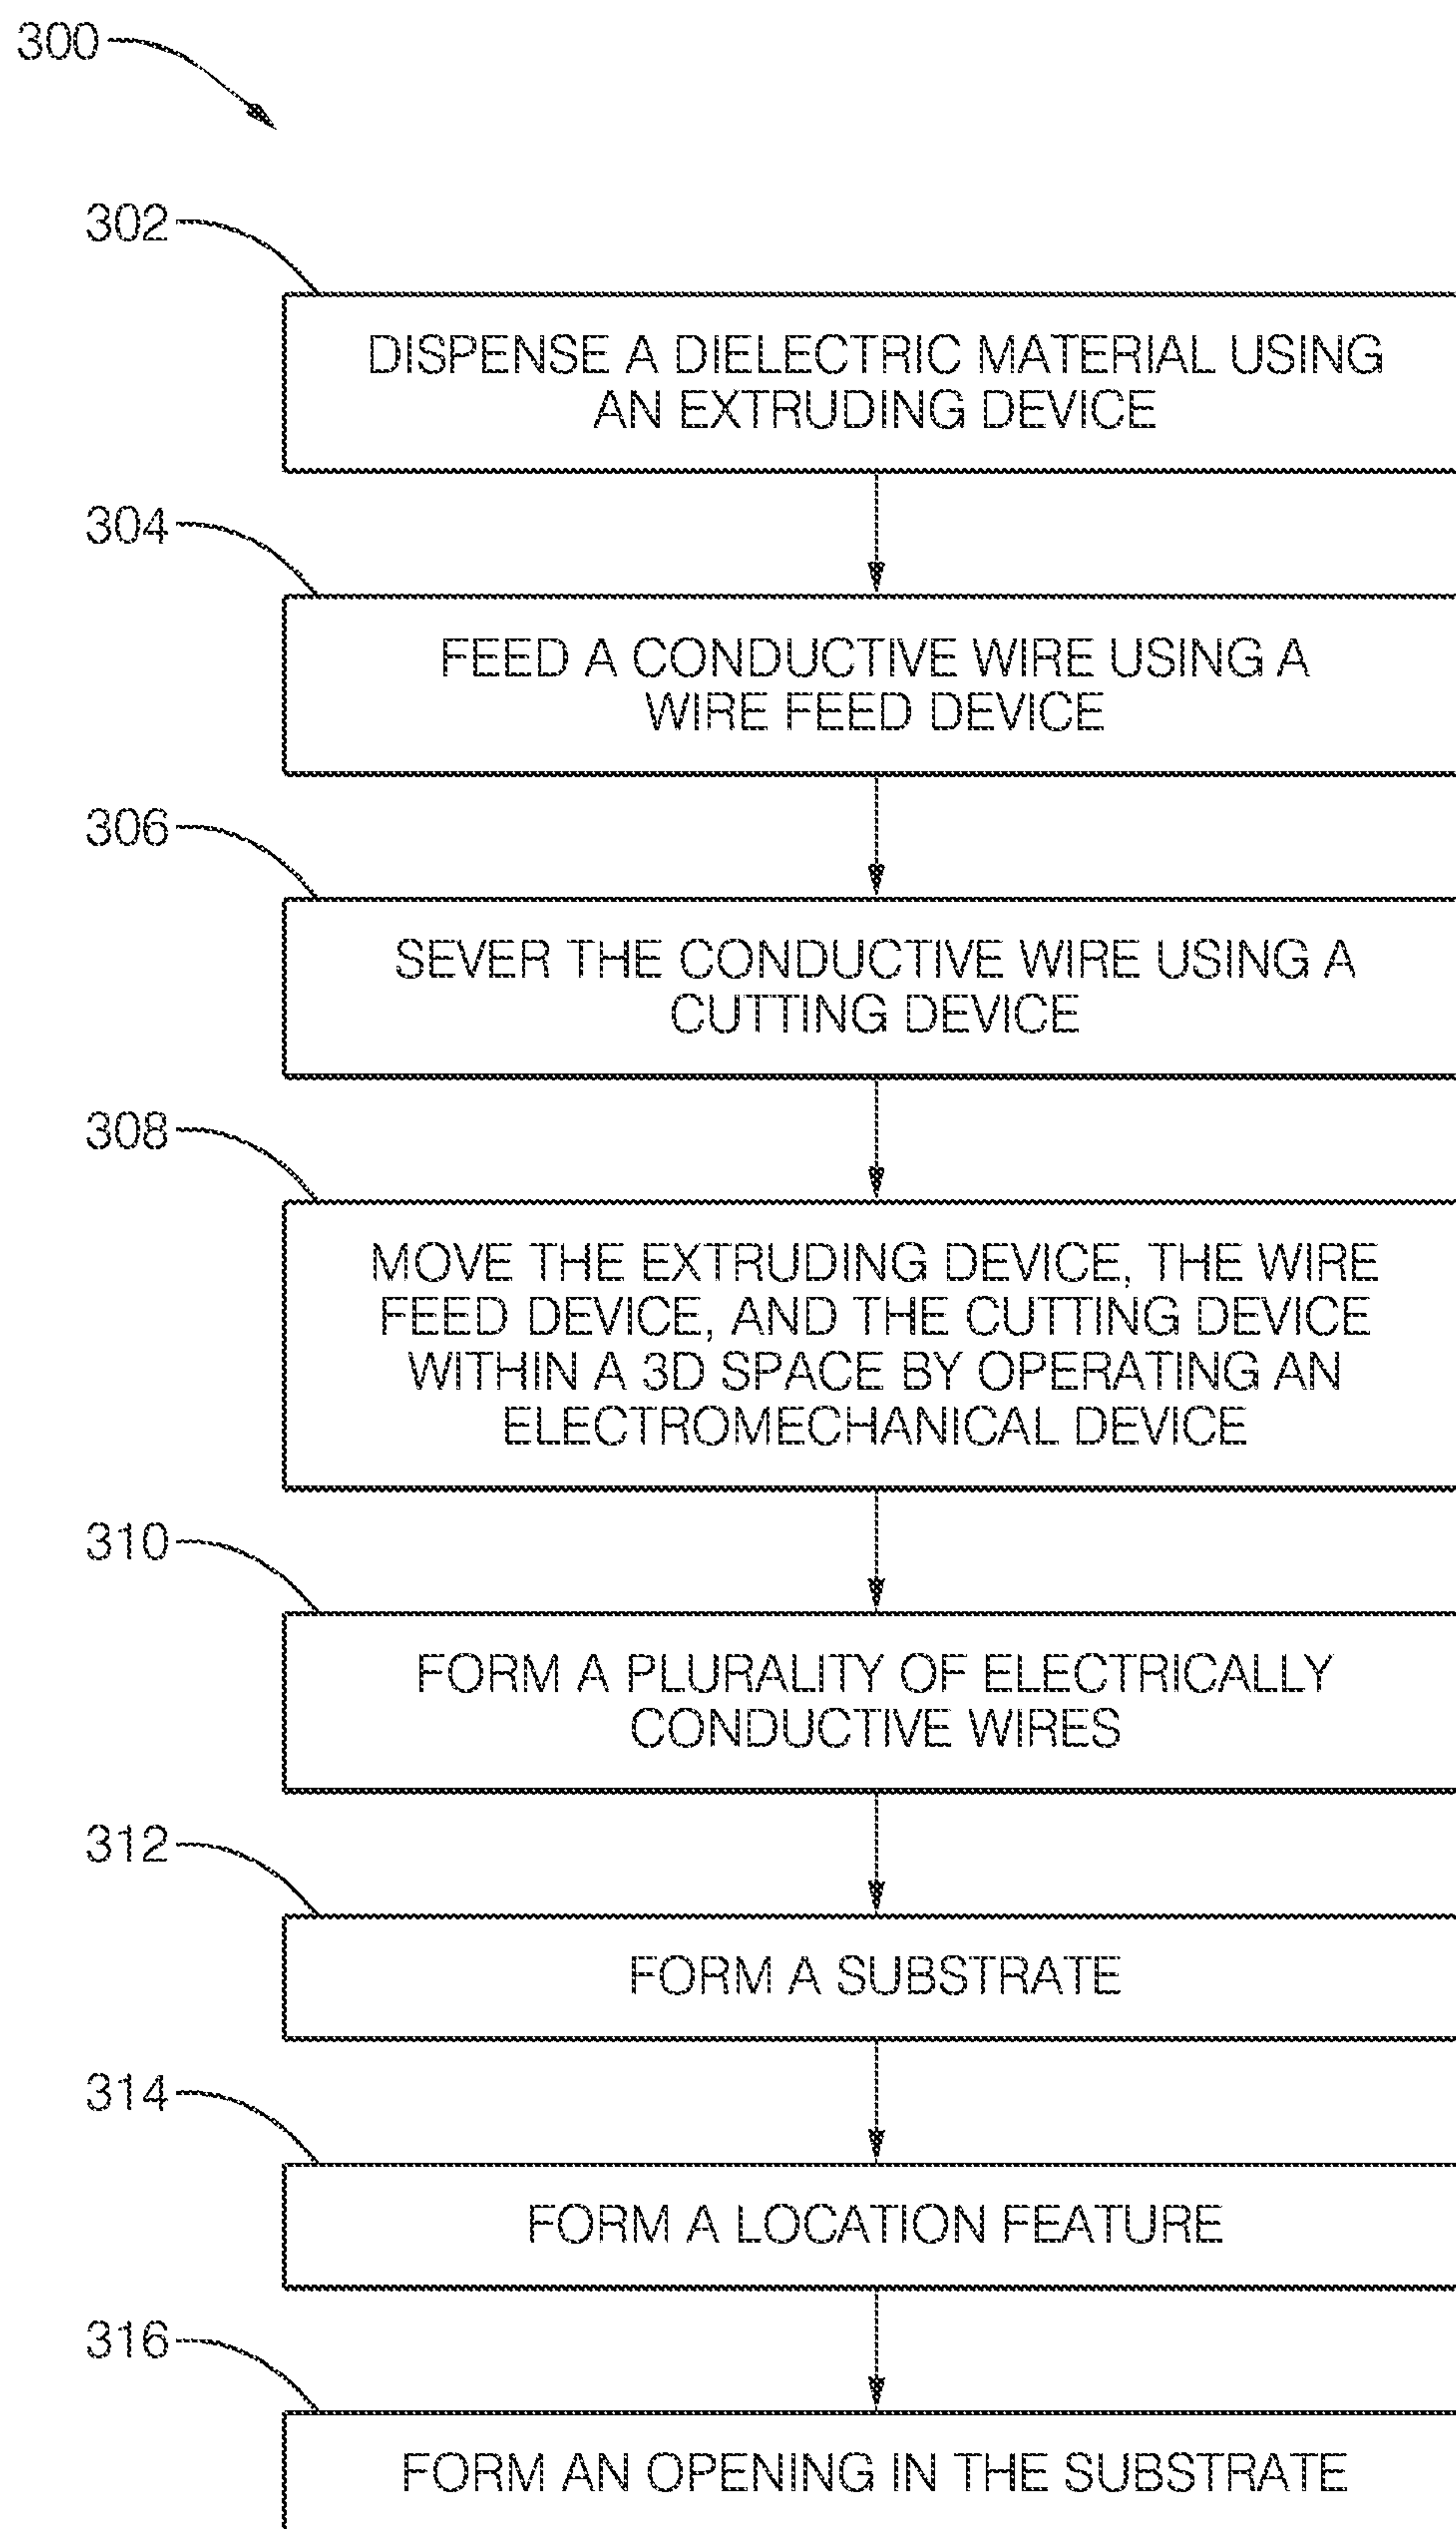 300
302
DISPENSE A DIELECTRIC MATERIAL USING
AN EXTRUDING DEVICE
304
FEED A CONDUCTIVE WIRE USING A
WIRE FEED DEVICE
306
SEVER THE CONDUCTIVE WIRE USING A
CUTTING DEVICE
308
MOVE THE EXTRUDING DEVICE, THE WIRE
FEED DEVICE, AND THE CUTTING DEVICE
WITHIN A 3D SPACE BY OPERATING AN
ELECTROMECHANICAL DEVICE
310
FORM A PLURALITY OF ELECTRICALLY
CONDUCTIVE WIRES
312
FORM A SUBSTRATE
314
FORM A LOCATION FEATURE
316
FORM AN OPENING IN THE SUBSTRATE